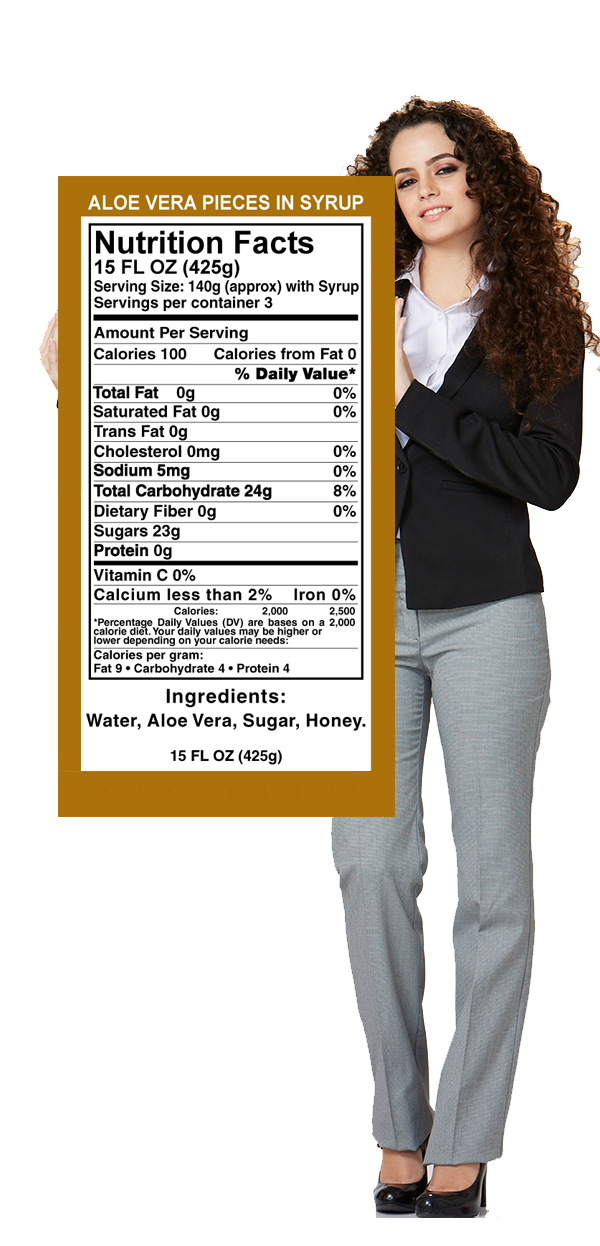 ALOE VERA PIECES IN SYRUP
Nutrition Facts
15 FL OZ (425g)
Serving Size: 140g (approx) with Syrup
Servings per container 3
Amount Per Serving
Calories 100 Calories from Fat 0
% Daily Value*
Total Fat 0g 0%
Saturated Fat 0g 0%
Trans Fat 0g
Cholesterol 0mg 0%
Sodium 5mg 0%
Total Carbohydrate 24g 8%
Dietary Fiber 0g 0%
Sugars 23g
Protein 0g
Vitamin C 0%
Calcium less than 2% Iron 0%
Calories: 2,000 2,500
*Percentage Daily Values (DV) are bases on a 2,000
calorie diet. Your daily values may be higher or
lower depending on your calorie needs:
Calories per gram:
Fat 9 • Carbohydrate 4 • Protein 4
Ingredients:
Water, Aloe Vera, Sugar, Honey.
15 FL OZ (425g)